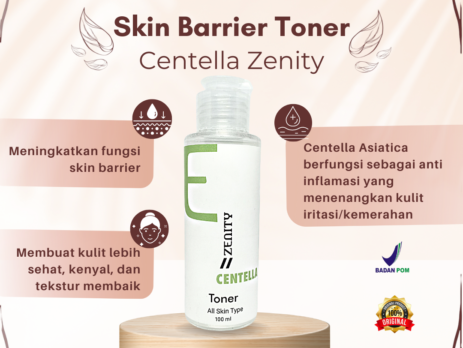 Skin Barrier Toner
Centella Zenity
Meningkatkan fungsi
skin barrier
Centella Asiatica
berfungsi sebagai anti
inflamasi yang
menenangkan kulit
iritasi/kemerahan
Membuat kulit lebih
sehat, kenyal, dan
tekstur membaik
E
ZENITY
CENTELLA
Toner
All Skin Type
100 ml
BADAN POM
100%
ORIGINAL